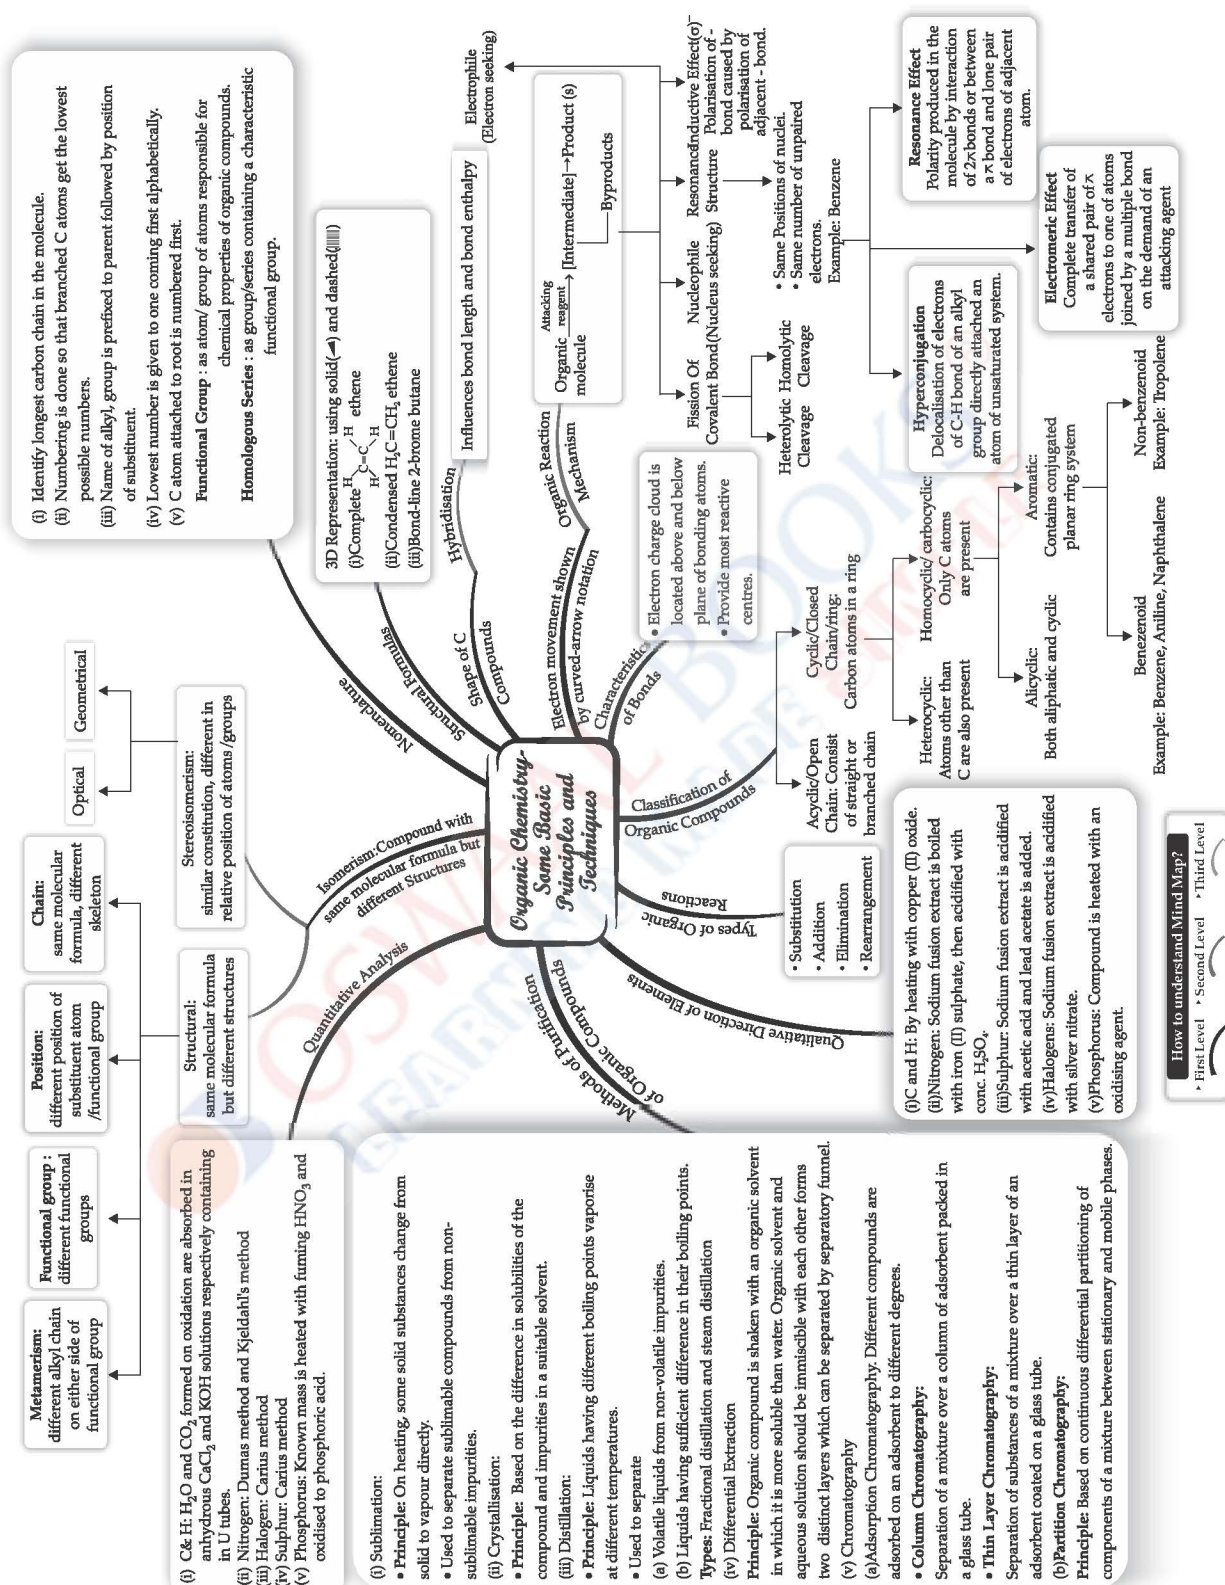 Metamerism:
different alkyl chain
on either side of
functional group
Functional group :
different functional
groups
Position:
different position of
substituent atom
/functional group
Chain:
same molecular
formula, different
skeleton
Optical
Geometrical
Structural:
same molecular formula
but different structures
Stereoisomerism:
similar constitution, different in
relative position of atoms /groups
Isomerism:Compound with
same molecular formula but
different Structures
(i) Identify longest carbon chain in the molecule.
(ii) Numbering is done so that branched C atoms get the lowest
possible numbers.
(iii) Name of alkyl, group is prefixed to parent followed by position
of substituent.
(iv) Lowest number is given to one coming first alphabetically.
(v) C atom attached to root is numbered first.
Functional Group : as atom/ group of atoms responsible for
chemical properties of organic compounds.
Homologous Series : as group/series containing a characteristic
functional group.
Nomenclature
(i) C& H: H₂O and CO₂ formed on oxidation are absorbed in
anhydrous CaCl₂ and KOH solutions respectively containing
in U tubes.
(ii) Nitrogen: Dumas method and Kjeldahl's method
(iii) Halogen: Carius method
(iv) Sulphur: Carius method
(v) Phosphorus: Known mass is heated with fuming HNO₃ and
oxidised to phosphoric acid.
Quantitative Analysis
3D Representation: using solid( ) and dashed( )
(i)Complete H H C=C H H ethene
(ii)Condensed H₂C=CH₂ ethene
(iii)Bond-line 2-brome butane
Structural Formulas
Shape of C
Compounds
Hybridisation
Influences bond length and bond enthalpy
Organic Chemistry-
Some Basic
Principles and
Techniques
Electron movement shown
by curved-arrow notation
Organic Reaction
Mechanism
Organic
molecule
Attacking
reagent
[Intermediate]→Product (s)
Byproducts
Electrophile
(Electron seeking)
Fission Of
Covalent Bond
Nucleophile
(Nucleus seeking)
Resonance
Structure
Inductive Effect(σ)⁻
Polarisation of -
bond caused by
polarisation of
adjacent - bond.
Heterolytic
Cleavage
Homolytic
Cleavage
• Same Positions of nuclei.
• Same number of unpaired
electrons.
Example: Benzene
Hyperconjugation
Delocalisation of electrons
of C-H bond of an alkyl
group directly attached an
atom of unsaturated system.
Electromeric Effect
Complete transfer of
a shared pair of π
electrons to one of atoms
joined by a multiple bond
on the demand of an
attacking agent
Resonance Effect
Polarity produced in the
molecule by interaction
of 2π bonds or between
a π bond and lone pair
of electrons of adjacent
atom.
Characteristics
of Bonds
• Electron charge cloud is
located above and below
plane of bonding atoms.
• Provide most reactive
centres.
Classification of
Organic Compounds
Acyclic/Open
Chain: Consist
of straight or
branched chain
Cyclic/Closed
Chain/ring:
Carbon atoms in a ring
Heterocyclic:
Atoms other than
C are also present
Homocyclic/ carbocyclic:
Only C atoms
are present
Alicyclic:
Both aliphatic and cyclic
Aromatic:
Contains conjugated
planar ring system
Benezenoid
Example: Benzene, Aniline, Naphthalene
Non-benzenoid
Example: Tropolene
Types of Organic
Reactions
• Substitution
• Addition
• Elimination
• Rearrangement
Qualitative Direction of Elements
(i)C and H: By heating with copper (II) oxide.
(ii)Nitrogen: Sodium fusion extract is boiled
with iron (II) sulphate, then acidified with
conc. H₂SO₄.
(iii)Sulphur: Sodium fusion extract is acidified
with acetic acid and lead acetate is added.
(iv)Halogens: Sodium fusion extract is acidified
with silver nitrate.
(v)Phosphorus: Compound is heated with an
oxidising agent.
Methods of Purification
of Organic Compounds
(i) Sublimation:
• Principle: On heating, some solid substances change from
solid to vapour directly.
• Used to separate sublimable compounds from non-
sublimable impurities.
(ii) Crystallisation:
• Principle: Based on the difference in solubilities of the
compound and impurities in a suitable solvent.
(iii) Distillation:
• Principle: Liquids having different boiling points vaporise
at different temperatures.
• Used to separate
(a) Volatile liquids from non-volatile impurities.
(b) Liquids having sufficient difference in their boiling points.
Types: Fractional distillation and steam distillation
(iv) Differential Extraction
Principle: Organic compound is shaken with an organic solvent
in which it is more soluble than water. Organic solvent and
aqueous solution should be immiscible with each other forms
two distinct layers which can be separated by separatory funnel.
(v) Chromatography
(a)Adsorption Chromatography. Different compounds are
adsorbed on an adsorbent to different degrees.
• Column Chromatography:
Separation of a mixture over a column of adsorbent packed in
a glass tube.
• Thin Layer Chromatography:
Separation of substances of a mixture over a thin layer of an
adsorbent coated on a glass tube.
(b)Partition Chromatography:
Principle: Based on continuous differential partitioning of
components of a mixture between stationary and mobile phases.
How to understand Mind Map?
‣ First Level ‣ Second Level ‣Third Level
OSWAAL BOOKS
LEARNING MADE SIMPLE